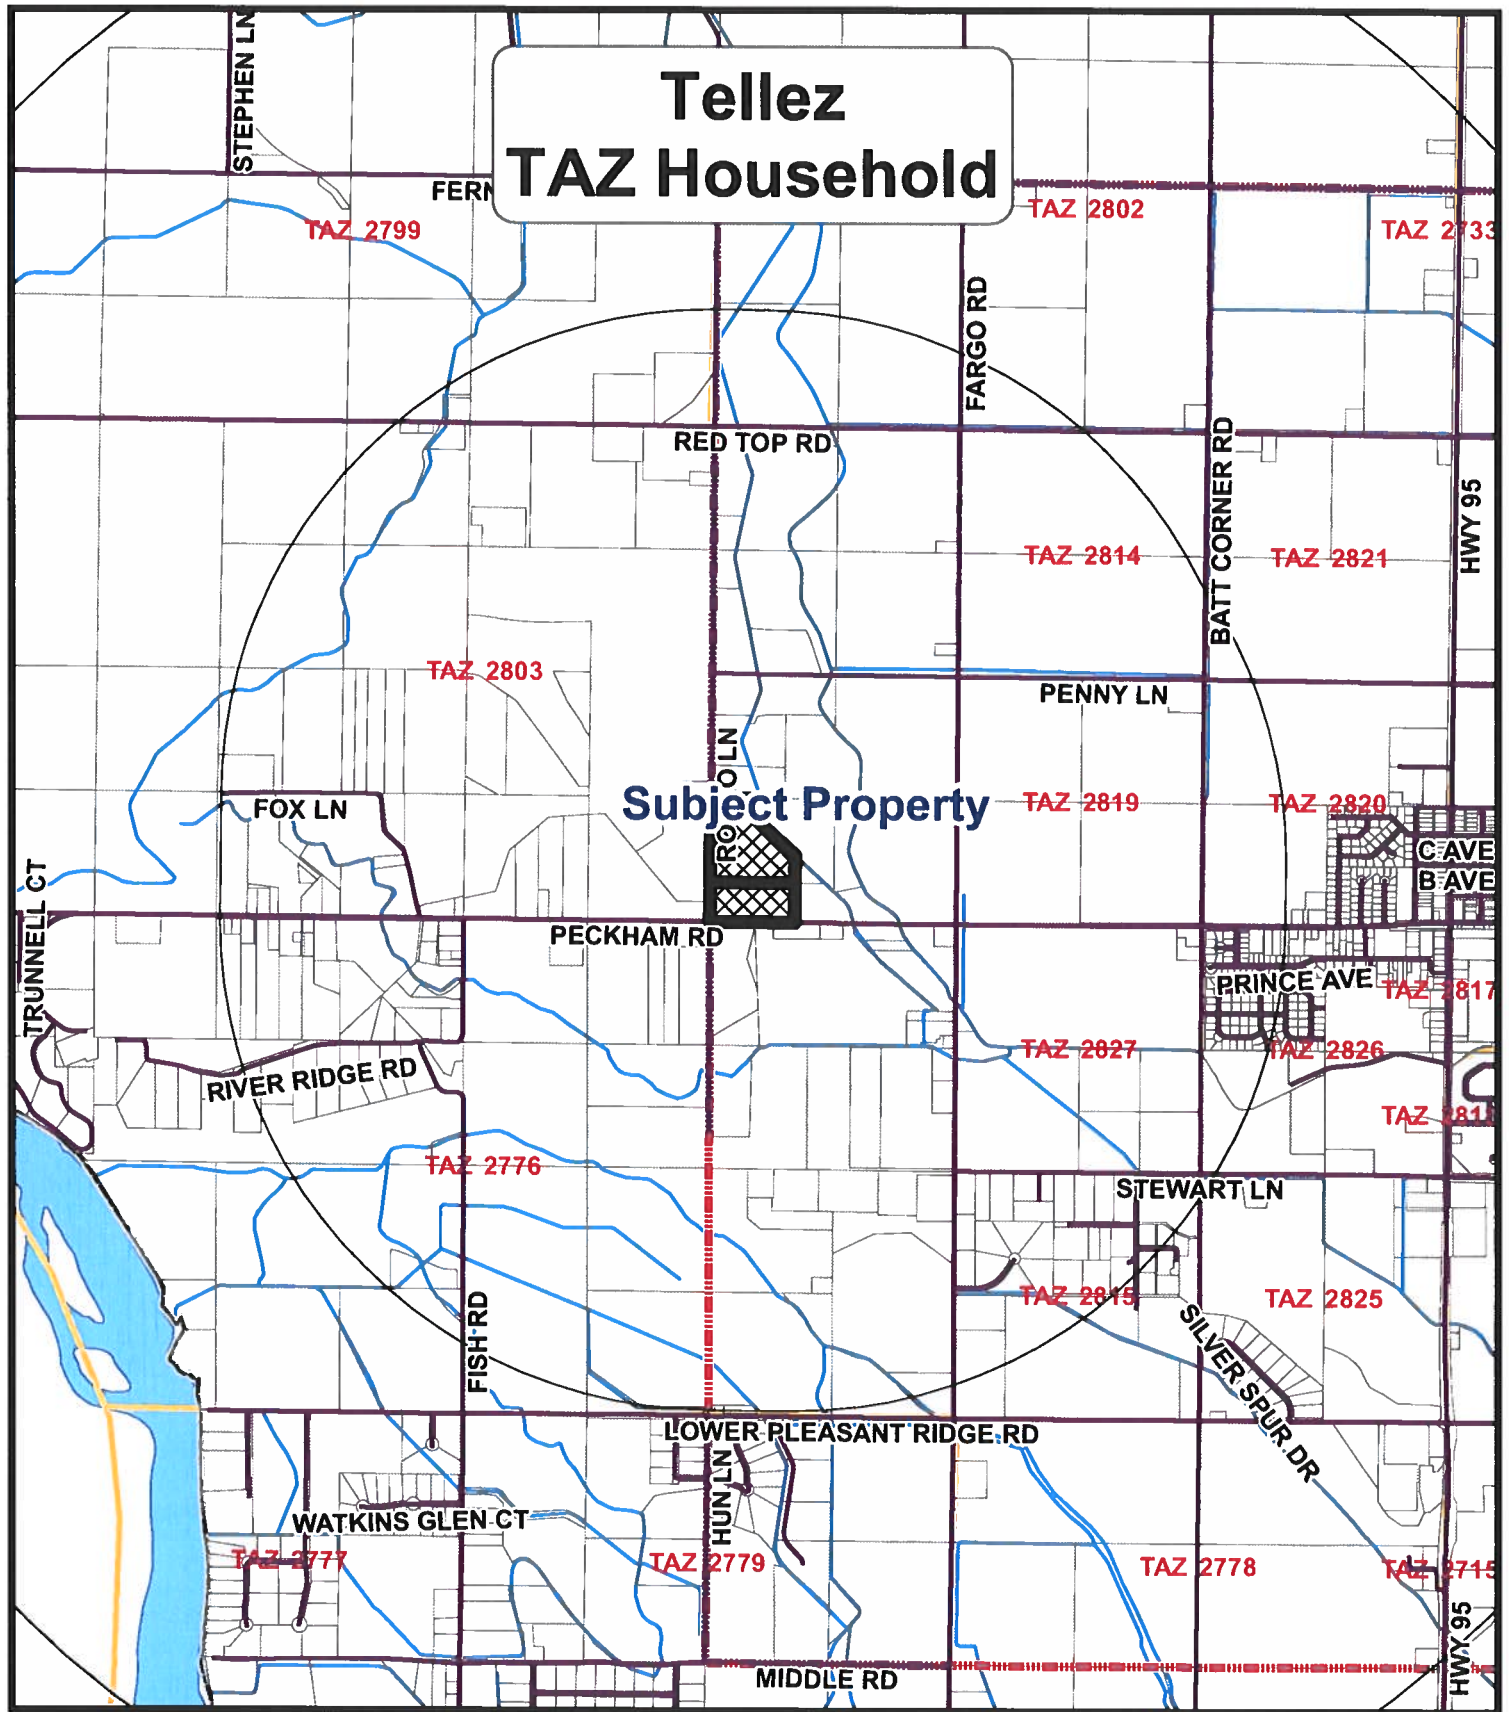 STEPHEN LN
Tellez
TAZ Household
FERN
TAZ 2799
TAZ 2802
TAZ 2733
FARGO RD
RED TOP RD
BATT CORNER RD
HWY 95
TAZ 2814
TAZ 2821
TAZ 2803
PENNY LN
Subject Property
FOX LN
TAZ 2819
TAZ 2820
C AVE
B AVE
TRUNNELL CT
PECKHAM RD
PRINCE AVE
TAZ 2817
TAZ 2827
TAZ 2826
RIVER RIDGE RD
TAZ 2776
STEWART LN
FISH RD
TAZ 2815
TAZ 2825
SILVER SPUR DR
LOWER PLEASANT RIDGE RD
HUN LN
WATKINS GLEN CT
TAZ 2777
TAZ 2779
TAZ 2778
TAZ 2715
HWY 95
MIDDLE RD